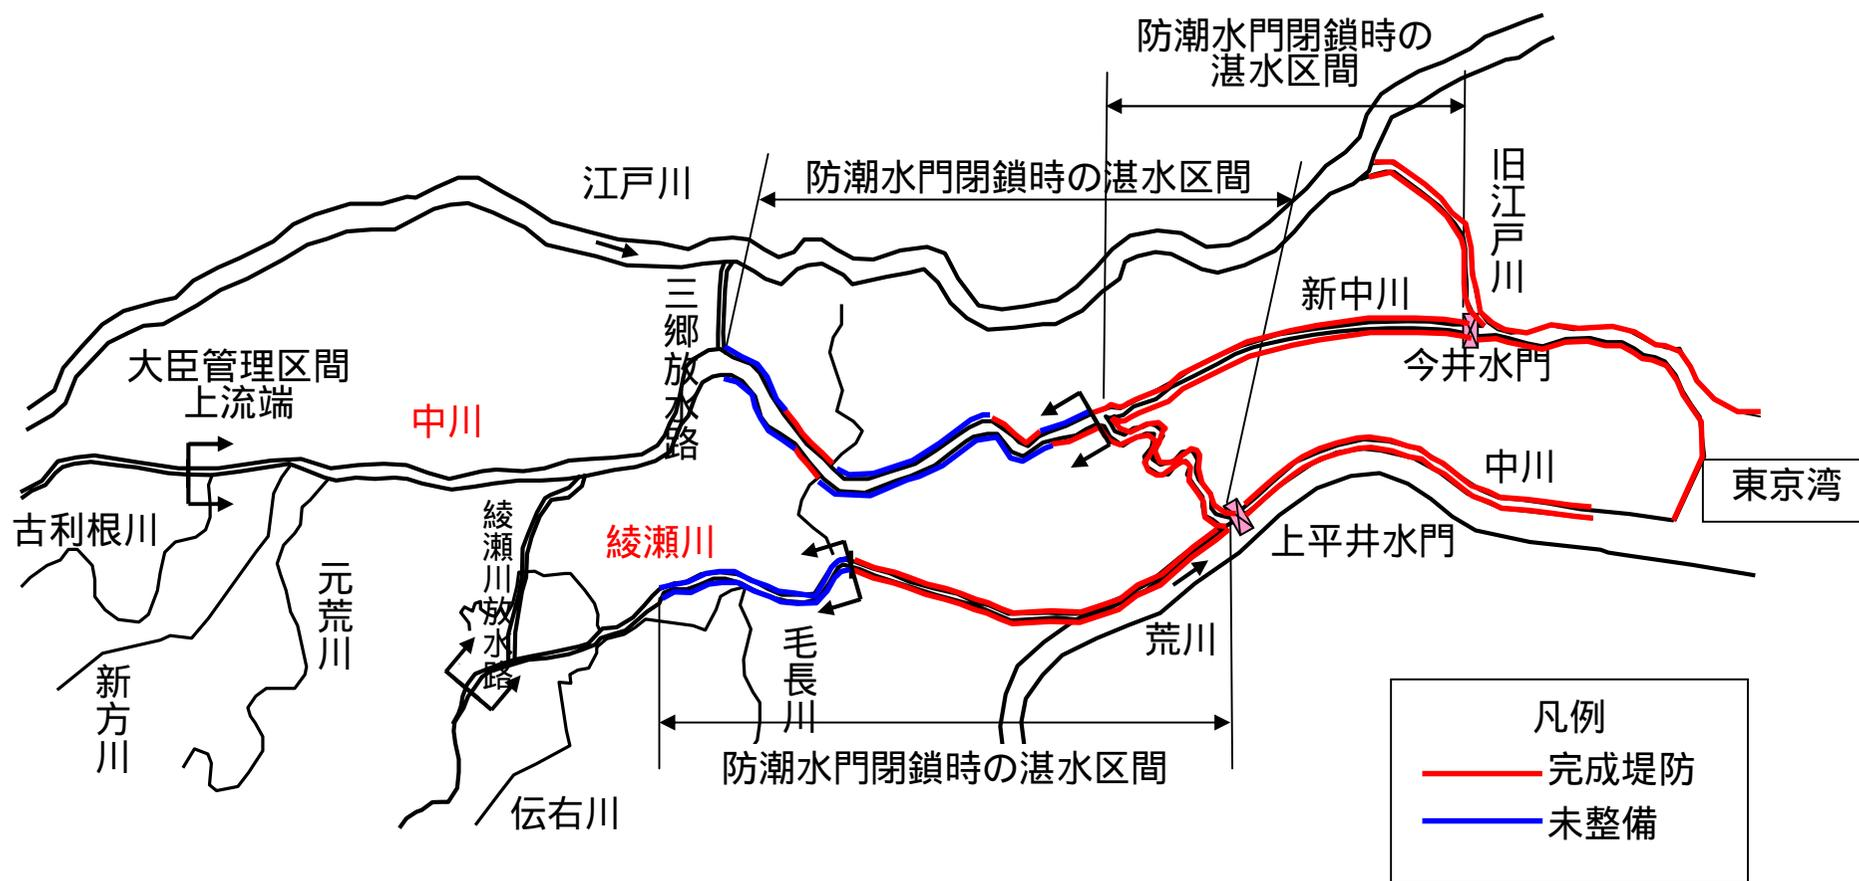 防潮水門閉鎖時の
湛水区間
江戸川
防潮水門閉鎖時の湛水区間
旧江戸川
三郷放水路
新中川
今井水門
大臣管理区間
上流端
中川
中川
東京湾
古利根川
綾瀬川放水路
綾瀬川
上平井水門
元荒川
毛長川
荒川
新方川
防潮水門閉鎖時の湛水区間
伝右川
凡例
完成堤防
未整備